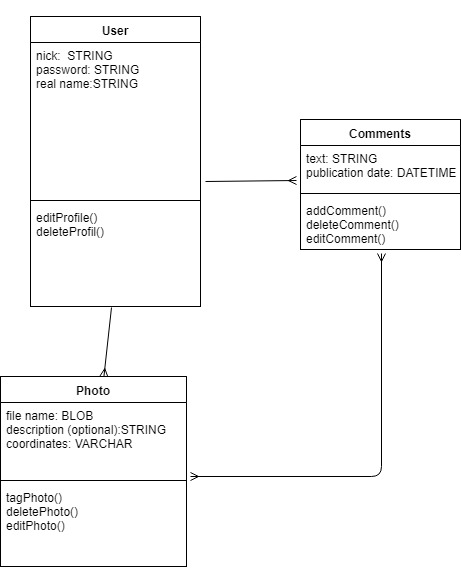 User
nick:  STRING
password: STRING
real name:STRING
editProfile()
deleteProfil()
Comments
text: STRING
publication date: DATETIME
addComment()
deleteComment()
editComment()
Photo
file name: BLOB
description (optional):STRING
coordinates: VARCHAR
tagPhoto()
deletePhoto()
editPhoto()